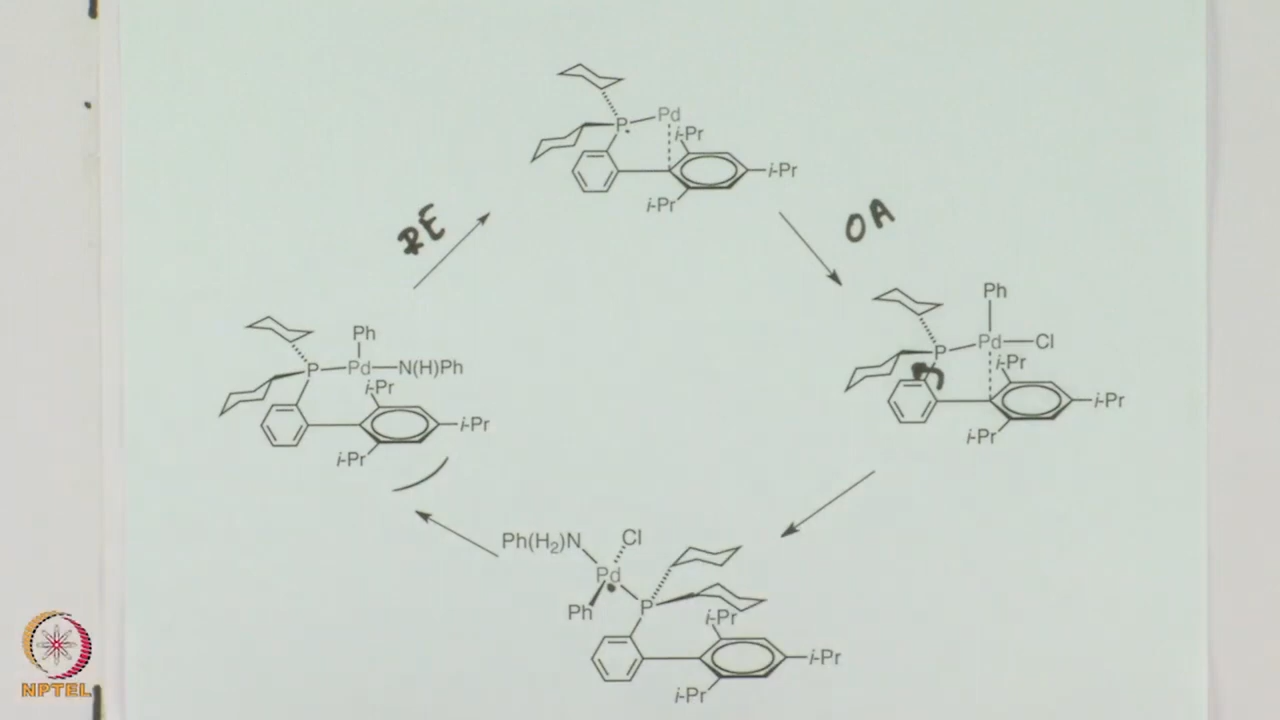 P
Pd
i-Pr
i-Pr
i-Pr
RE
OA
Ph
P Pd Cl
i-Pr
i-Pr
i-Pr
Ph
P Pd N(H)Ph
i-Pr
i-Pr
i-Pr
Ph(H₂)N Cl
Pd
Ph P
i-Pr
i-Pr
i-Pr
NPTEL